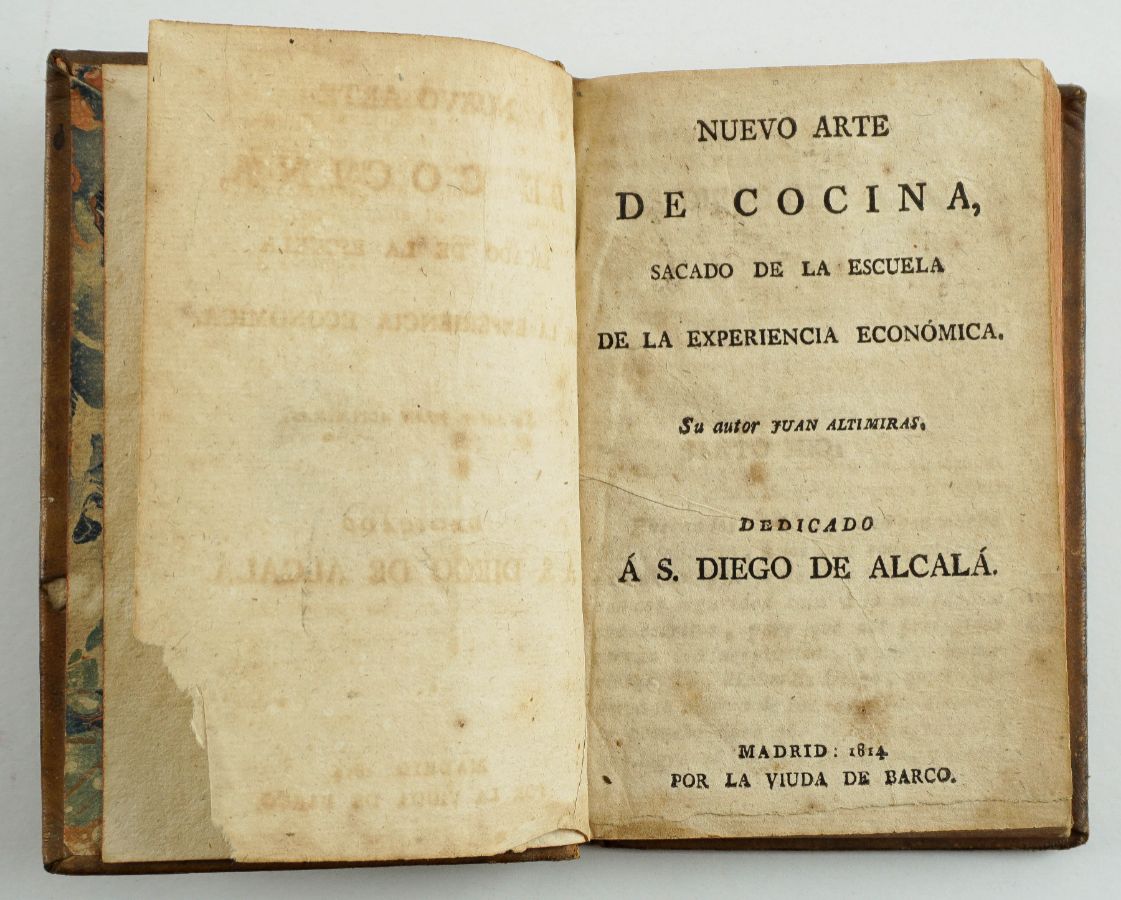 NUEVO ARTE
DE COCINA,
SACADO DE LA ESCUELA
DE LA EXPERIENCIA ECONÓMICA.
Su autor JUAN ALTIMIRAS.
DEDICADO
Á S. DIEGO DE ALCALÁ.
MADRID: 1814
POR LA VIUDA DE BARCO.